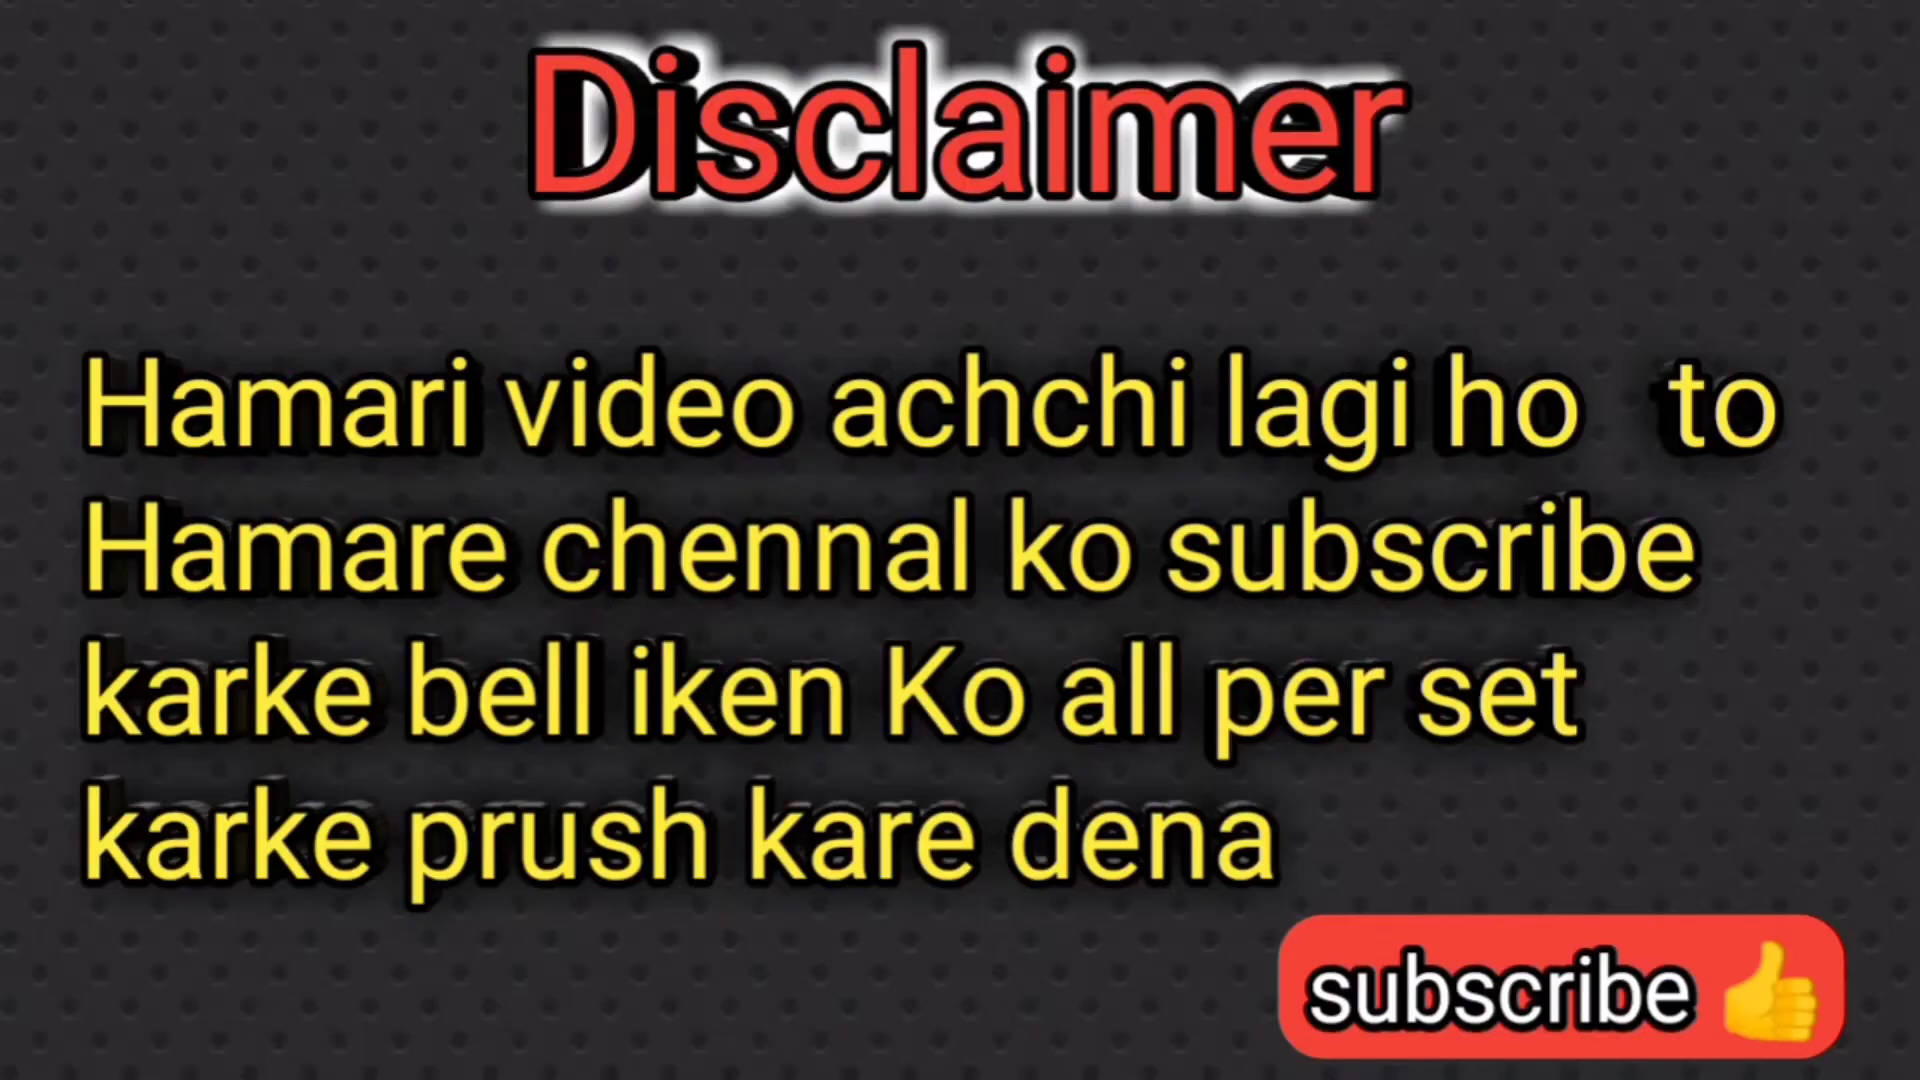 Disclaimer
Hamari video achchi lagi ho to
Hamare chennal ko subscribe
karke bell iken Ko all per set
karke prush kare dena
subscribe 👍